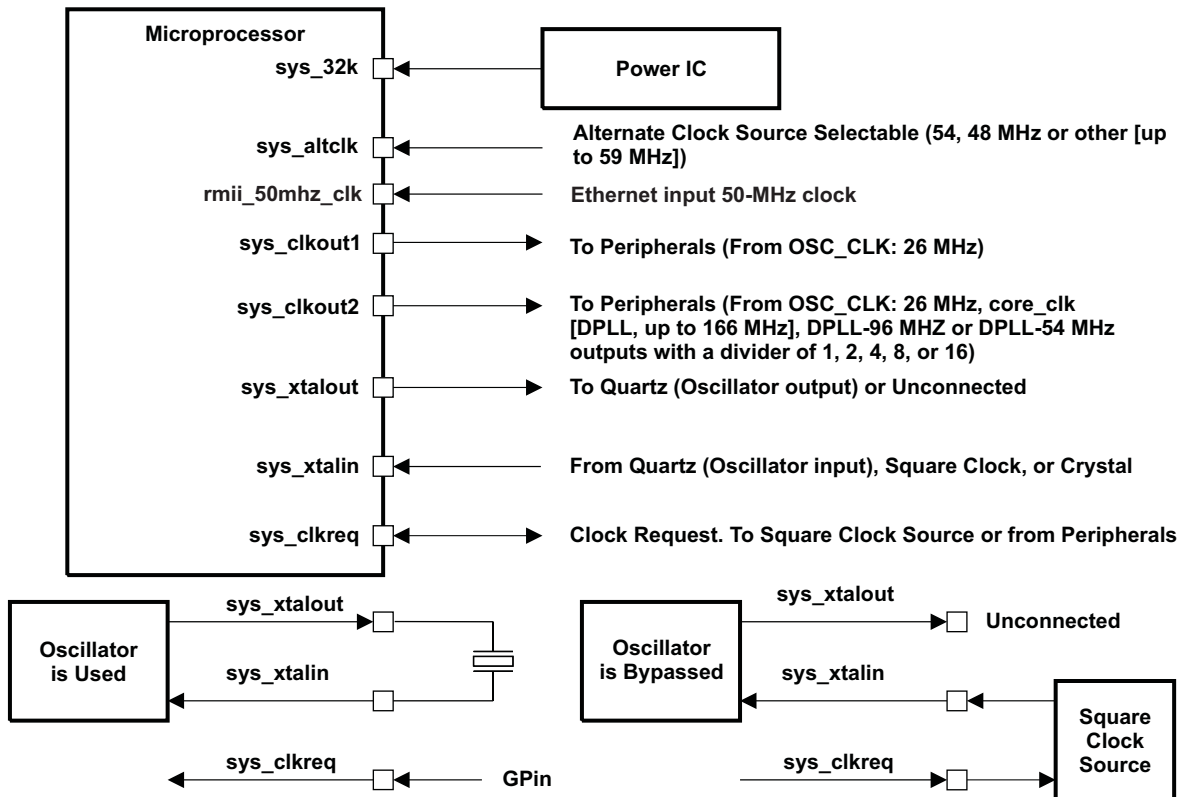 Microprocessor
sys_32k
Power IC
sys_altclk
Alternate Clock Source Selectable (54, 48 MHz or other [up
to 59 MHz])
rmii_50mhz_clk
Ethernet input 50-MHz clock
sys_clkout1
To Peripherals (From OSC_CLK: 26 MHz)
sys_clkout2
To Peripherals (From OSC_CLK: 26 MHz, core_clk
[DPLL, up to 166 MHz], DPLL-96 MHZ or DPLL-54 MHz
outputs with a divider of 1, 2, 4, 8, or 16)
sys_xtalout
To Quartz (Oscillator output) or Unconnected
sys_xtalin
From Quartz (Oscillator input), Square Clock, or Crystal
sys_clkreq
Clock Request. To Square Clock Source or from Peripherals
Oscillator
is Used
sys_xtalout
sys_xtalin
sys_clkreq
GPin
Oscillator
is Bypassed
sys_xtalout
Unconnected
sys_xtalin
sys_clkreq
Square
Clock
Source